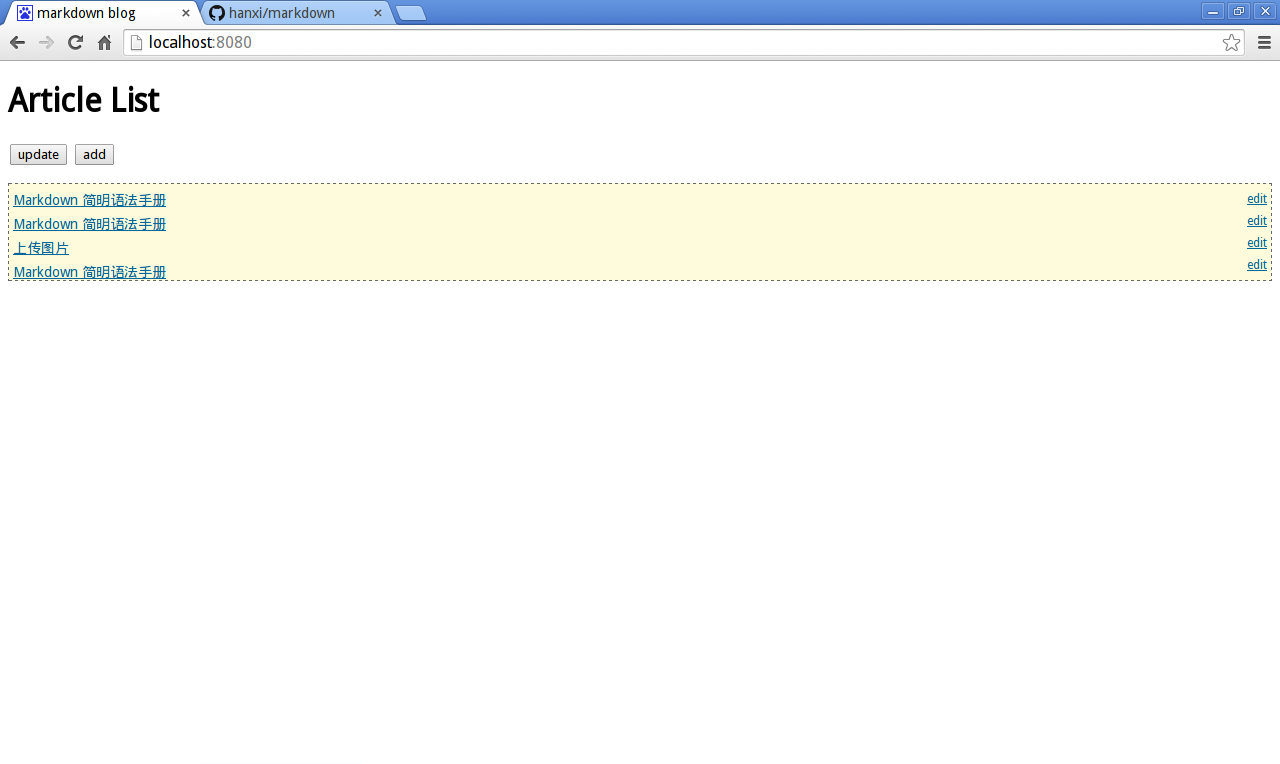 markdown blog
hanxi/markdown
localhost:8080
Article List
update add
Markdown 简明语法手册 edit
Markdown 简明语法手册 edit
上传图片 edit
Markdown 简明语法手册 edit